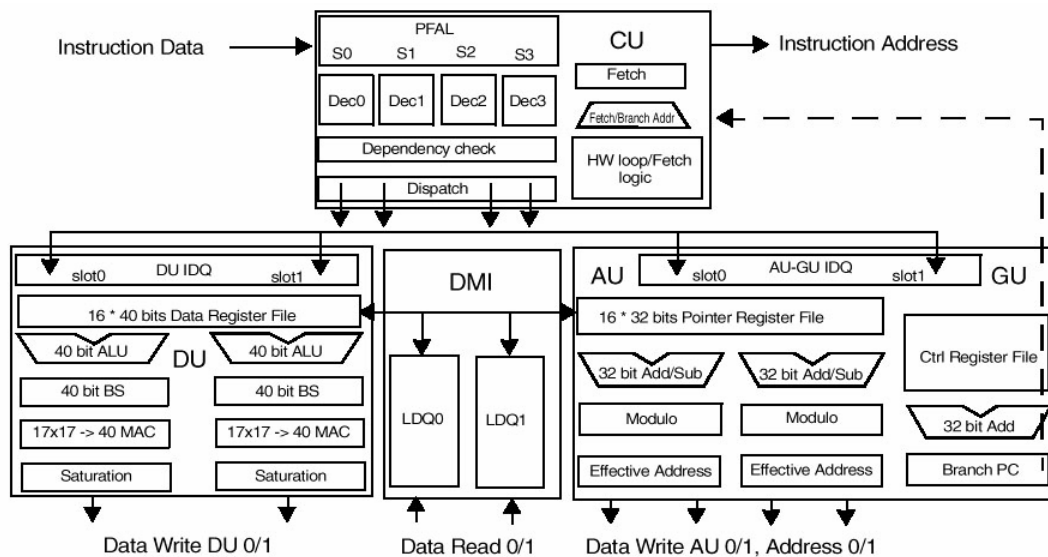 PFAL
CU
Instruction Data
Instruction Address
S0 S1 S2 S3
Fetch
Dec0 Dec1 Dec2 Dec3
Fetch/Branch Addr
Dependency check
HW loop/Fetch
logic
Dispatch
DU IDQ
slot0 slot1
DMI
AU
AU-GU IDQ
slot0 slot1
GU
16 * 40 bits Data Register File
16 * 32 bits Pointer Register File
40 bit ALU DU 40 bit ALU
32 bit Add/Sub 32 bit Add/Sub
Ctrl Register File
40 bit BS 40 bit BS
LDQ0 LDQ1
Modulo Modulo
32 bit Add
17x17 -> 40 MAC 17x17 -> 40 MAC
Saturation Saturation
Effective Address Effective Address
Branch PC
Data Write DU 0/1
Data Read 0/1
Data Write AU 0/1, Address 0/1